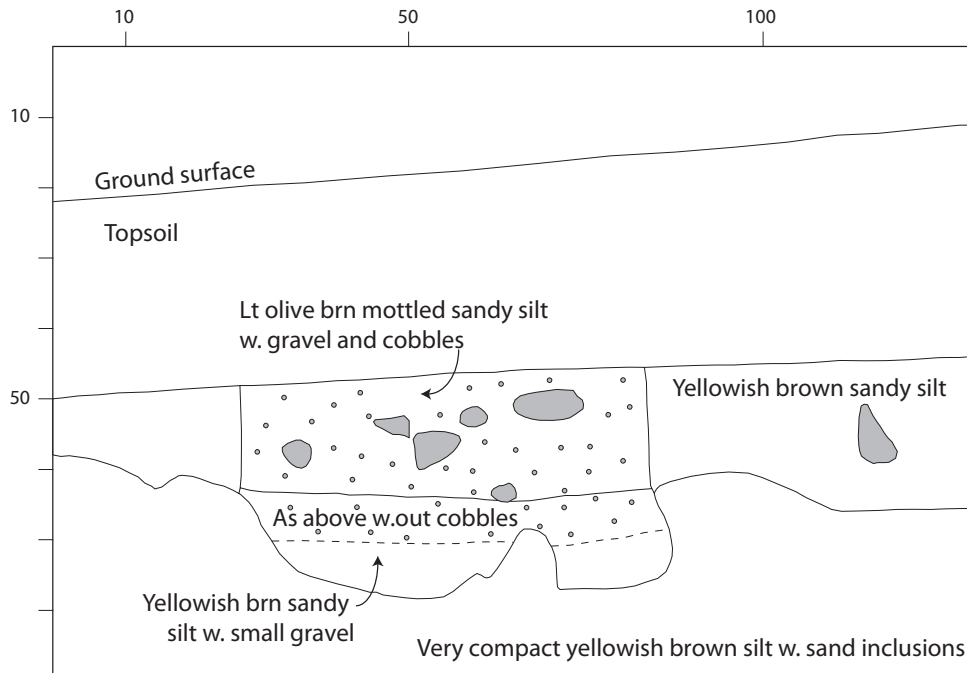 10
50
100
10
Ground surface
Topsoil
Lt olive brn mottled sandy silt
w. gravel and cobbles
50
Yellowish brown sandy silt
As above w.out cobbles
Yellowish brn sandy
silt w. small gravel
Very compact yellowish brown silt w. sand inclusions